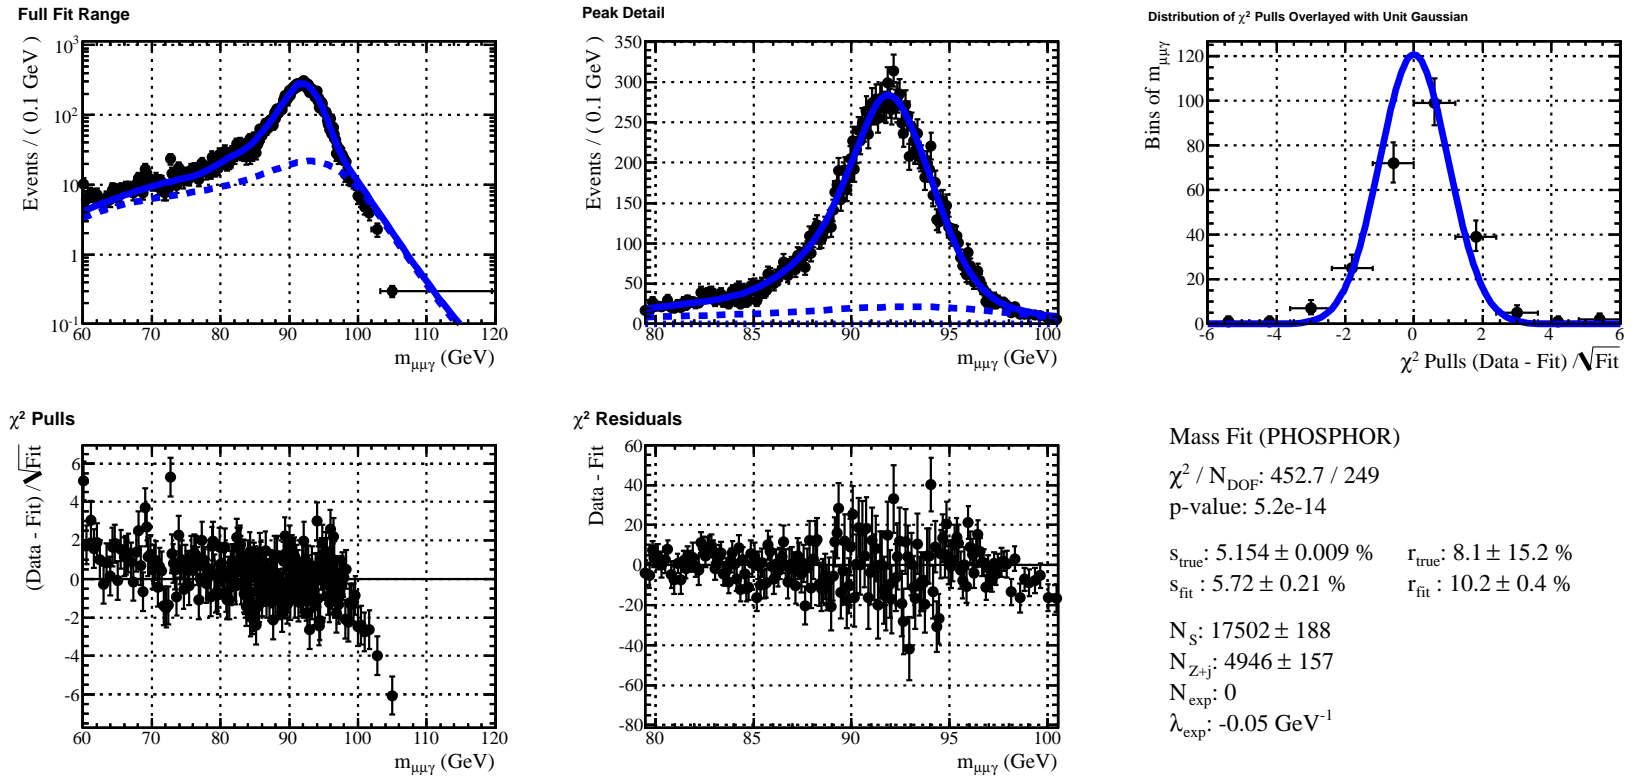 Full Fit Range
Events / ( 0.1 GeV )
10³
10²
10
1
10⁻¹
60 70 80 90 100 110 120
m_μμγ (GeV)
Peak Detail
Events / ( 0.1 GeV )
350
300
250
200
150
100
50
0
80 85 90 95 100
m_μμγ (GeV)
Distribution of χ² Pulls Overlayed with Unit Gaussian
Bins of m_μμγ
120
100
80
60
40
20
0
-6 -4 -2 0 2 4 6
χ² Pulls (Data - Fit) /√Fit
χ² Pulls
(Data - Fit) /√Fit
6
4
2
0
-2
-4
-6
60 70 80 90 100 110 120
m_μμγ (GeV)
χ² Residuals
Data - Fit
60
40
20
0
-20
-40
-60
-80
80 85 90 95 100
m_μμγ (GeV)
Mass Fit (PHOSPHOR)
χ² / N_DOF: 452.7 / 249
p-value: 5.2e-14
s_true: 5.154 ± 0.009 % r_true: 8.1 ± 15.2 %
s_fit : 5.72 ± 0.21 % r_fit : 10.2 ± 0.4 %
N_S: 17502 ± 188
N_Z+j: 4946 ± 157
N_exp: 0
λ_exp: -0.05 GeV⁻¹